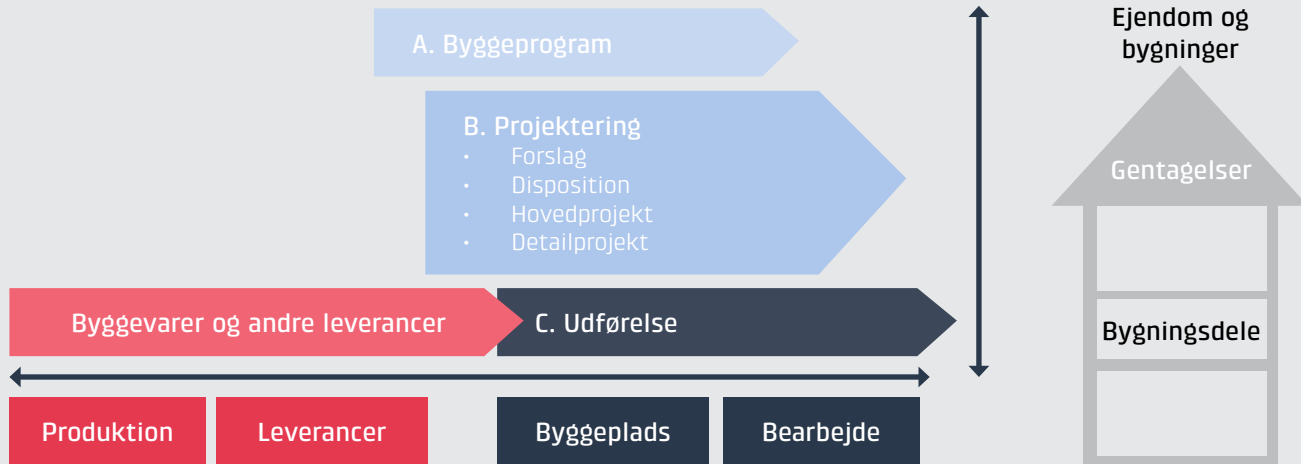 A. Byggeprogram
B. Projektering
• Forslag
• Disposition
• Hovedprojekt
• Detailprojekt
Byggevarer og andre leverancer
C. Udførelse
Produktion
Leverancer
Byggeplads
Bearbejde
Ejendom og
bygninger
Gentagelser
Bygningsdele